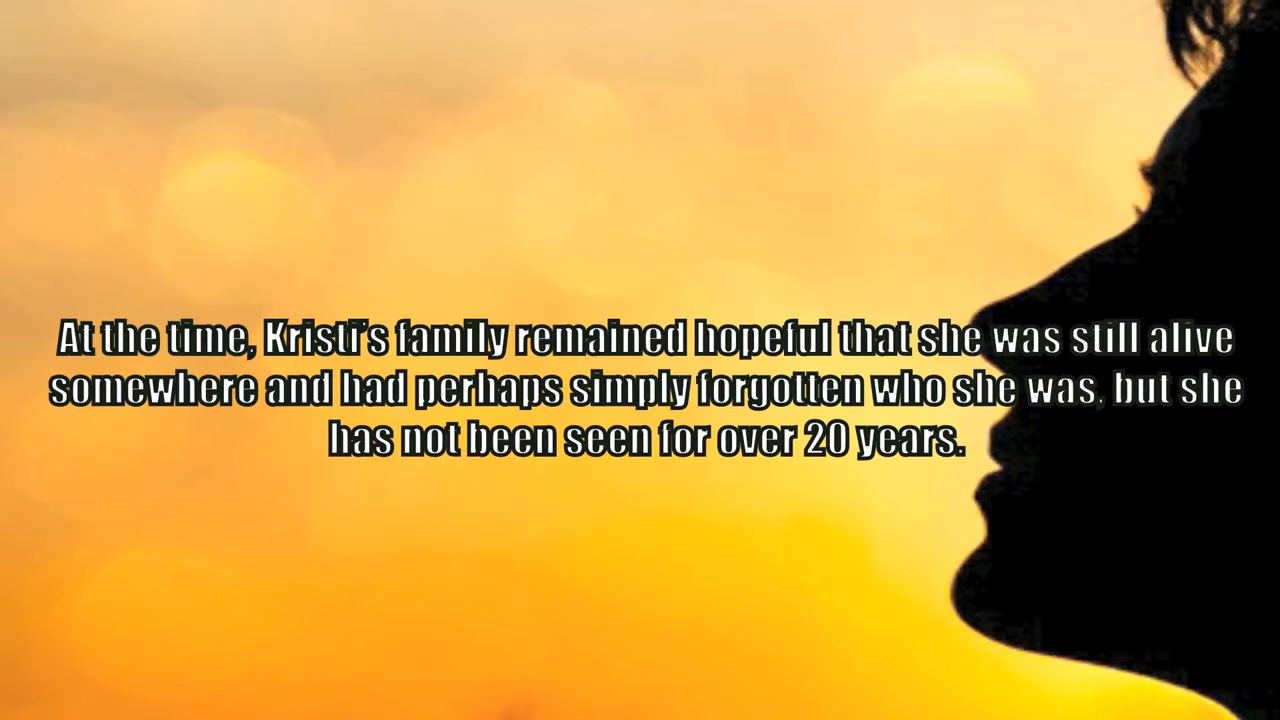 At the time, Kristi's family remained hopeful that she was still alive
somewhere and had perhaps simply forgotten who she was, but she
has not been seen for over 20 years.